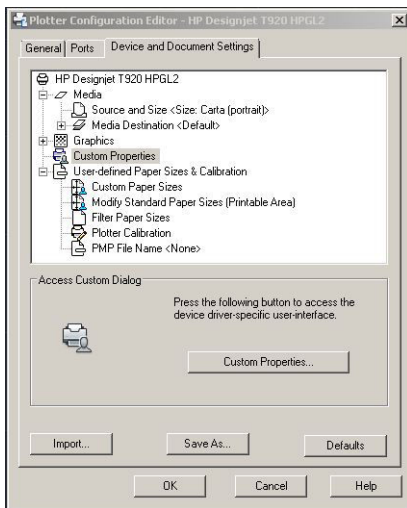 Plotter Configuration Editor - HP Designjet T920 HPGL2
General Ports Device and Document Settings
HP Designjet T920 HPGL2
Media
Source and Size <Size: Carta (portrait)>
Media Destination <Default>
Graphics
Custom Properties
User-defined Paper Sizes & Calibration
Custom Paper Sizes
Modify Standard Paper Sizes (Printable Area)
Filter Paper Sizes
Plotter Calibration
PMP File Name <None>
Access Custom Dialog
Press the following button to access the
device driver-specific user-interface.
Custom Properties...
Import... Save As... Defaults
OK Cancel Help